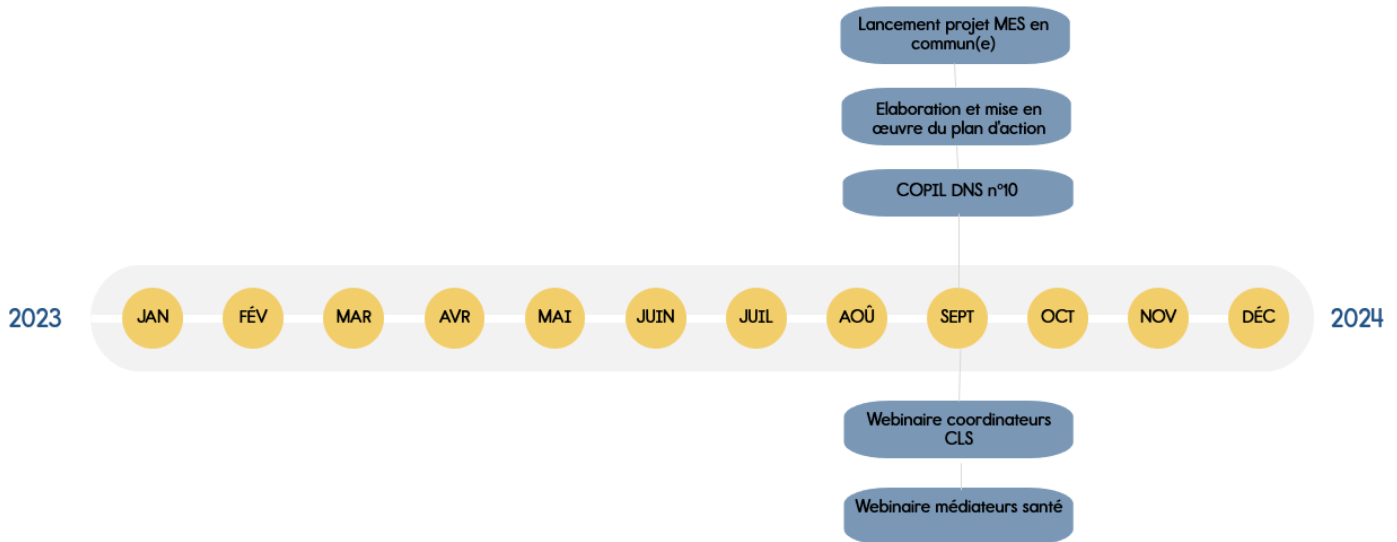 Lancement projet MES en
commun(e)
Elaboration et mise en
œuvre du plan d'action
COPIL DNS n°10
2023
JAN
FÉV
MAR
AVR
MAI
JUIN
JUIL
AOÛ
SEPT
OCT
NOV
DÉC
2024
Webinaire coordinateurs
CLS
Webinaire médiateurs santé